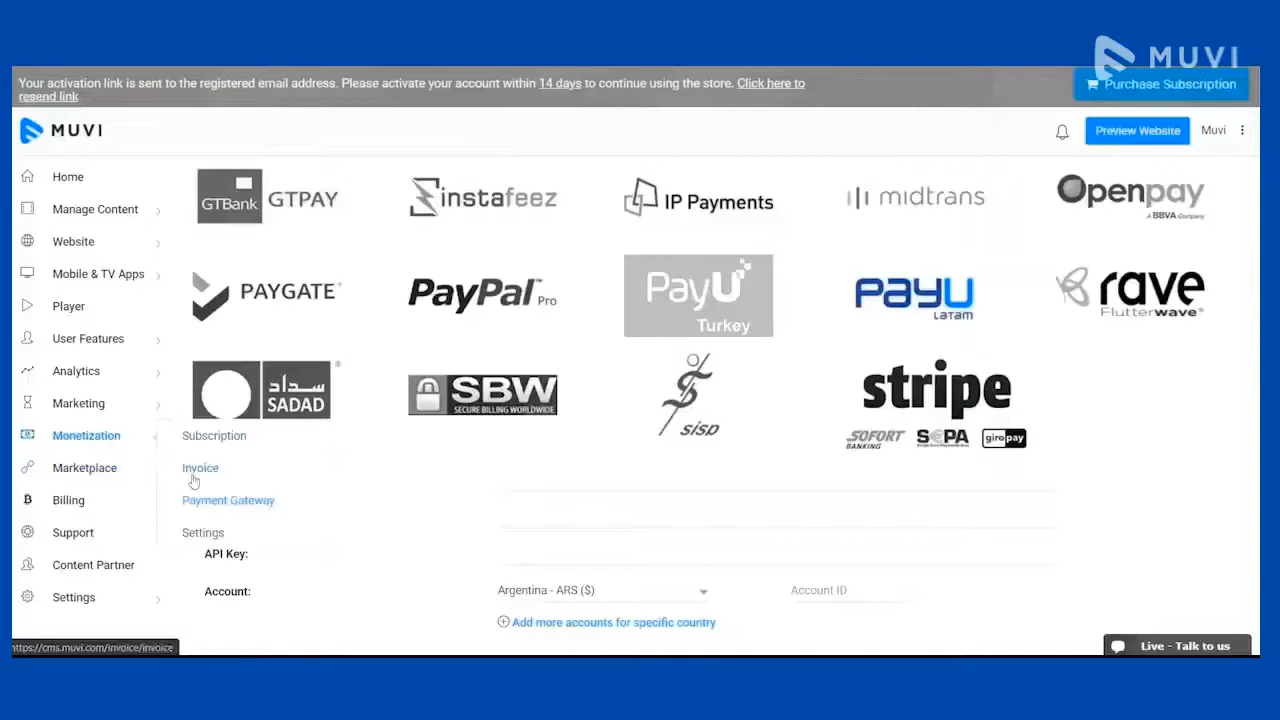 MUVI
Your activation link is sent to the registered email address. Please activate your account within 14 days to continue using the store. Click here to
resend link
Purchase Subscription
MUVI
Preview Website
Muvi
Home
Manage Content
Website
Mobile & TV Apps
Player
User Features
Analytics
Marketing
Monetization
Marketplace
Billing
Support
Content Partner
Settings
GTBank GTPAY
instafeez
IP Payments
midtrans
Openpay
A BBVA Company
PAYGATE
PayPal™ Pro
PayU
Turkey
PAYU
LATAM
rave
Flutterwave
سداد
SADAD
SBW
SECURE BILLING WORLDWIDE
sisp
stripe
SOFORT
BANKING
SEPA
giropay
Subscription
Invoice
Payment Gateway
Settings
API Key:
Account:
Argentina - ARS ($)
Account ID
Add more accounts for specific country
https://cms.muvi.com/invoice/invoice
Live - Talk to us